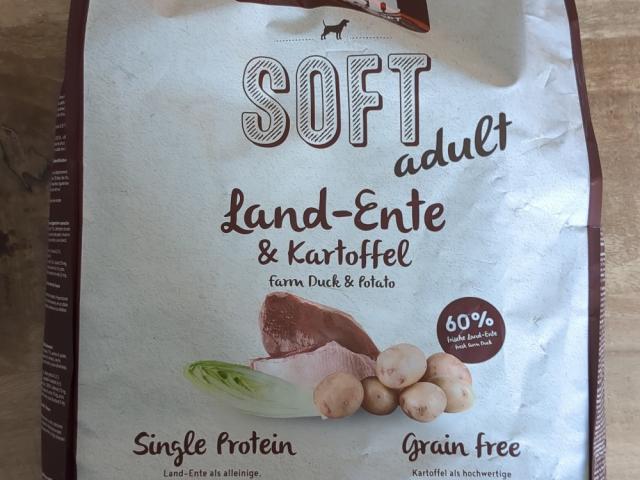 SOFT
adult
Land-Ente
& Kartoffel
Farm Duck & Potato
60%
frische Land-Ente
fresh Farm Duck
Single Protein
Grain free
Land-Ente als alleinige,
Kartoffel als hochwertige